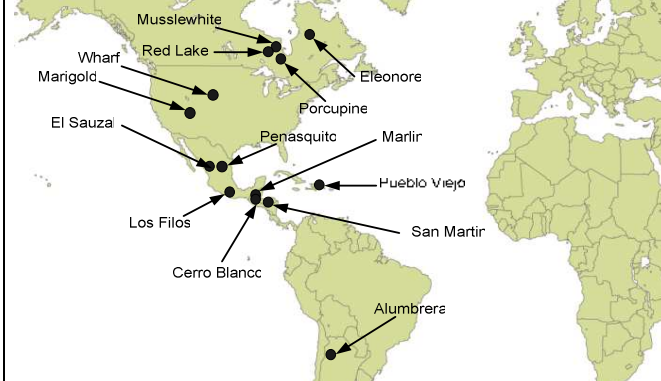 Musslewhite
Red Lake
Wharf
Marigold
Eleonore
Porcupine
El Sauzal
Penasquito
Marlin
Pueblo Viejo
Los Filos
San Martin
Cerro Blanco
Alumbrera